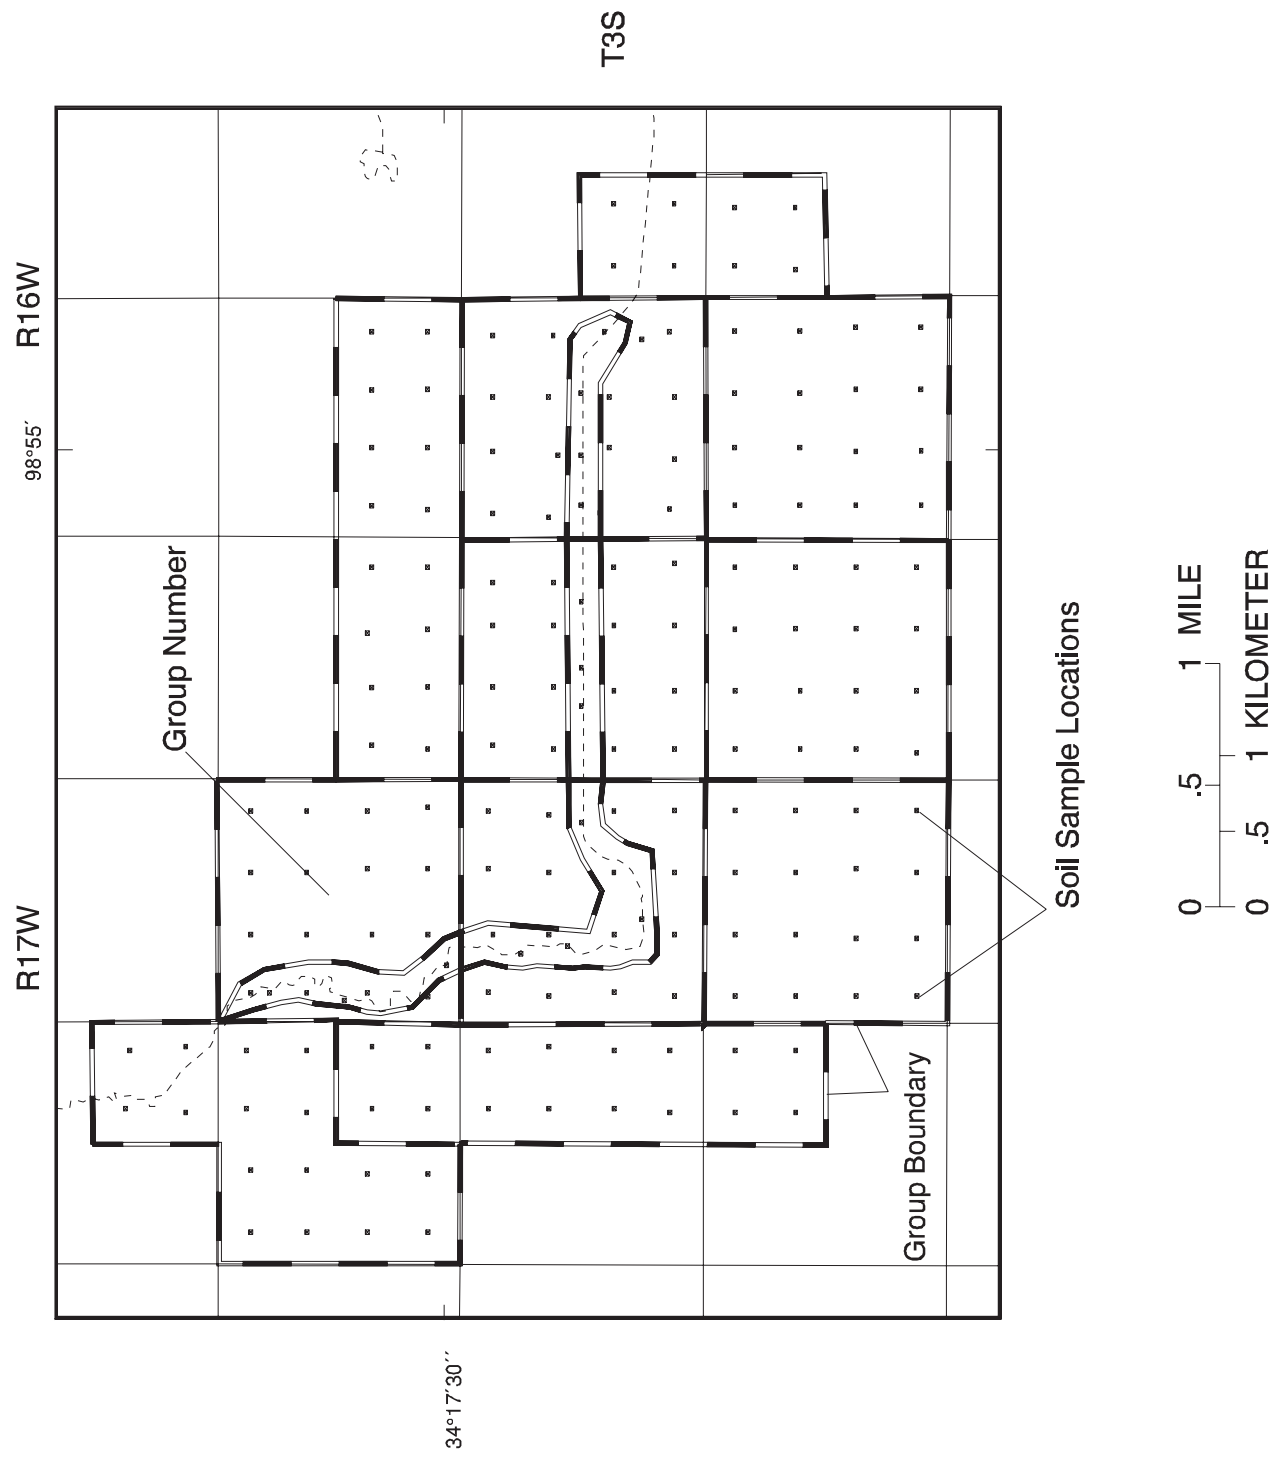 R17W
98°55′
R16W
T3S
Group Number
34°17′30′′
Group Boundary
Soil Sample Locations
0 .5 1 MILE
0 .5 1 KILOMETER